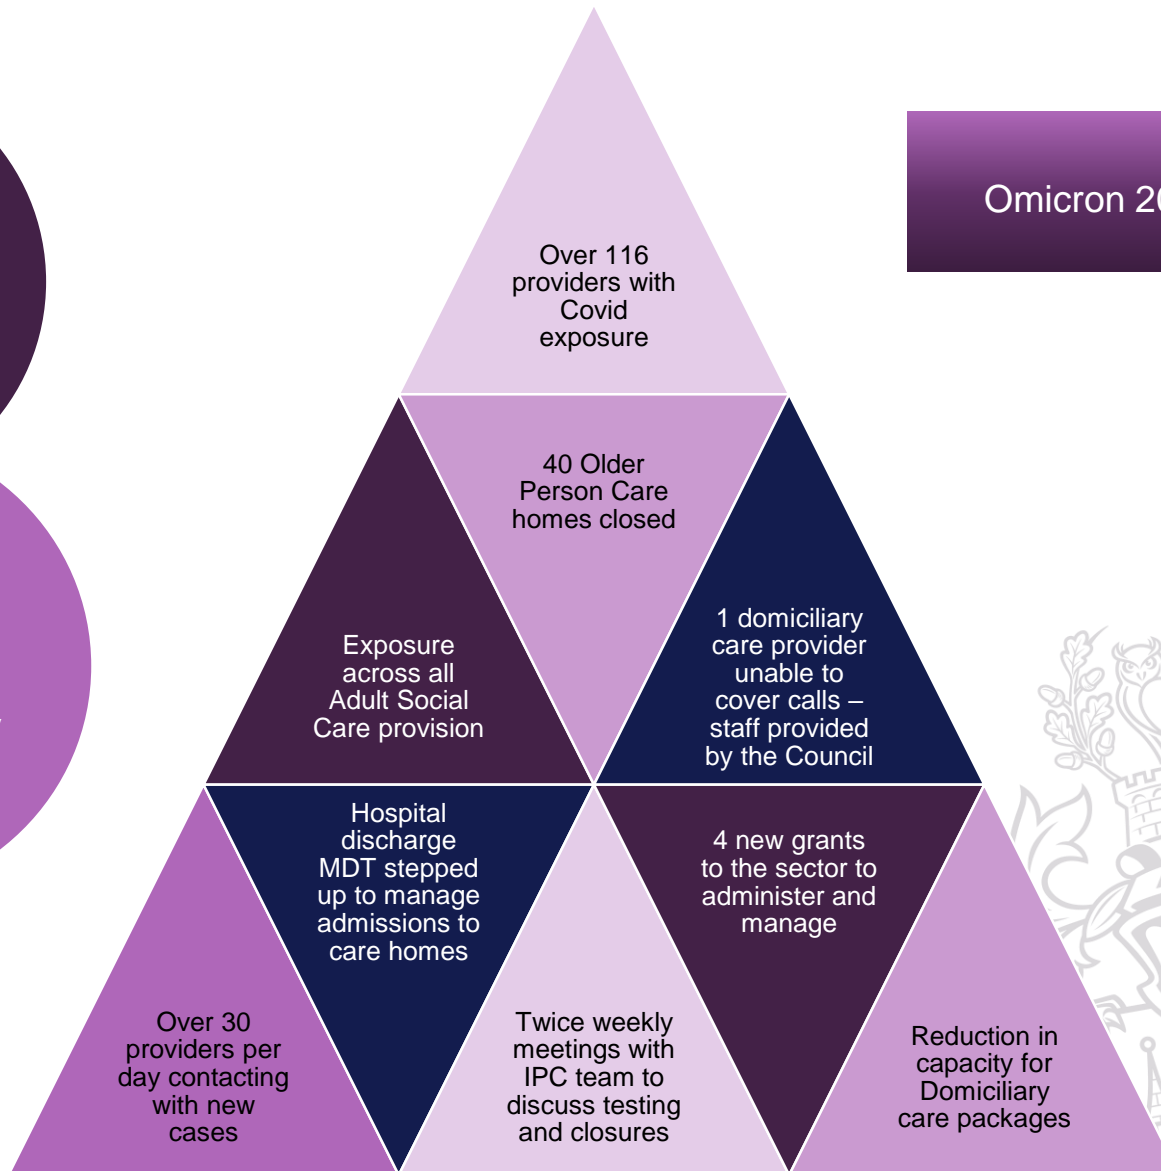 Omicron 20
Over 116
providers with
Covid
exposure
40 Older
Person Care
homes closed
Exposure
across all
Adult Social
Care provision
1 domiciliary
care provider
unable to
cover calls –
staff provided
by the Council
Hospital
discharge
MDT stepped
up to manage
admissions to
care homes
4 new grants
to the sector to
administer and
manage
Over 30
providers per
day contacting
with new
cases
Twice weekly
meetings with
IPC team to
discuss testing
and closures
Reduction in
capacity for
Domiciliary
care packages